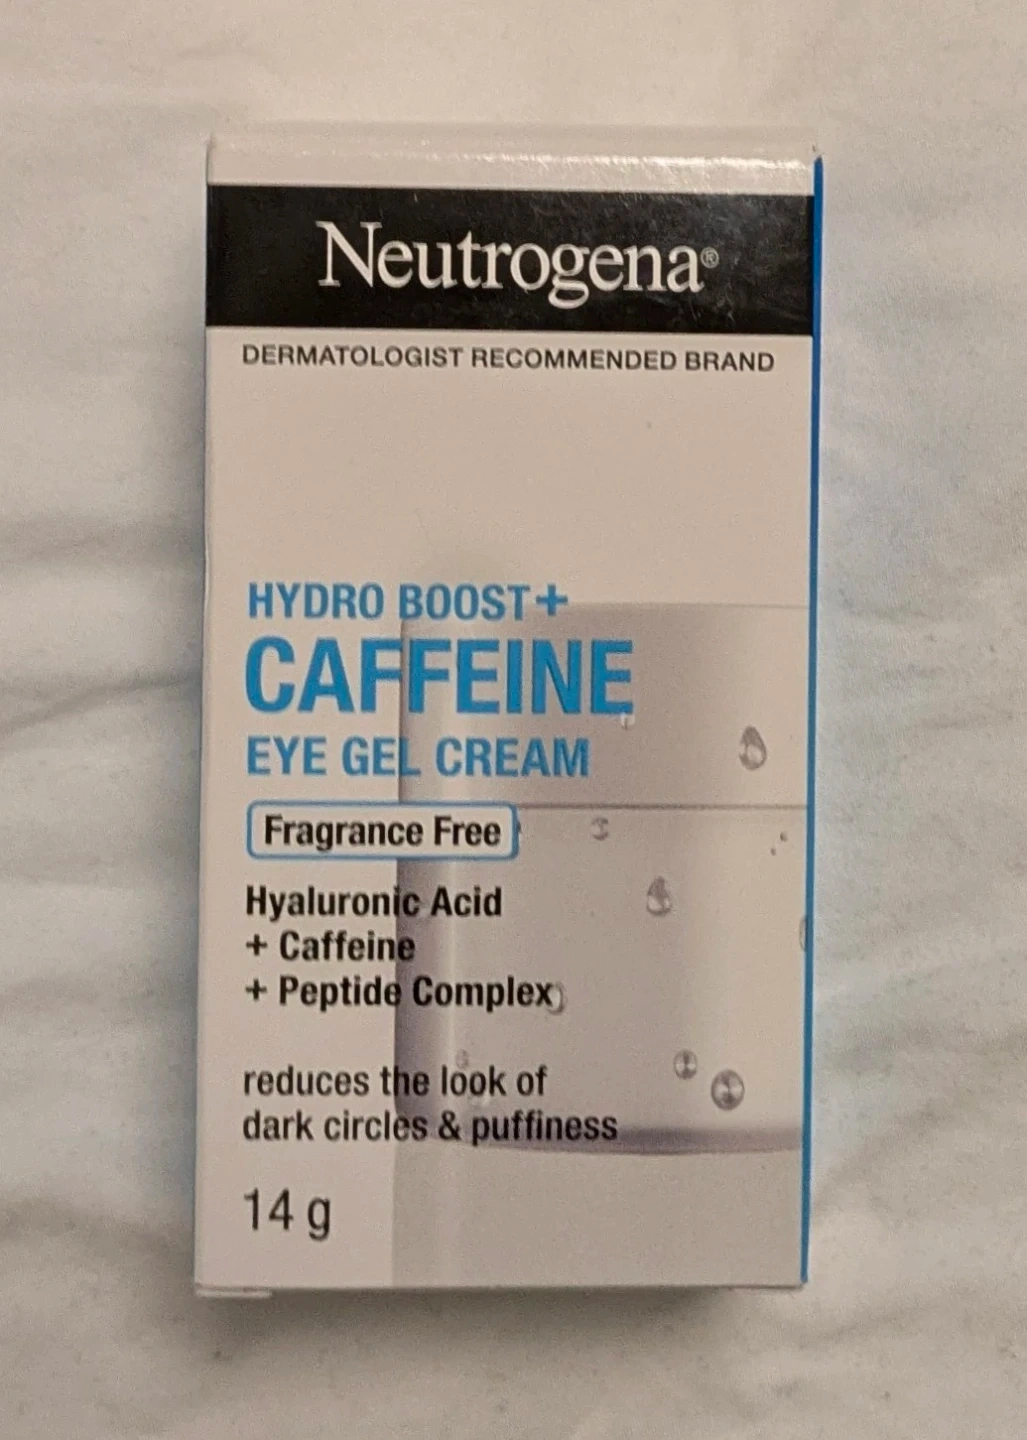 Neutrogena®
DERMATOLOGIST RECOMMENDED BRAND
HYDRO BOOST+
CAFFEINE
EYE GEL CREAM
Fragrance Free
Hyaluronic Acid
+ Caffeine
+ Peptide Complex
reduces the look of
dark circles & puffiness
14 g